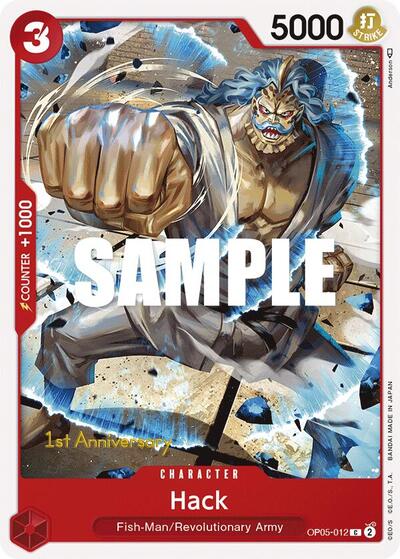 3
5000
打
STRIKE
Anderson
COUNTER +1000
SAMPLE
1st Anniversary
CHARACTER
Hack
Fish-Man/Revolutionary Army
OP05-012 C 2
©E.O/S ©E.O./S., T.A. BANDAI MADE IN JAPAN